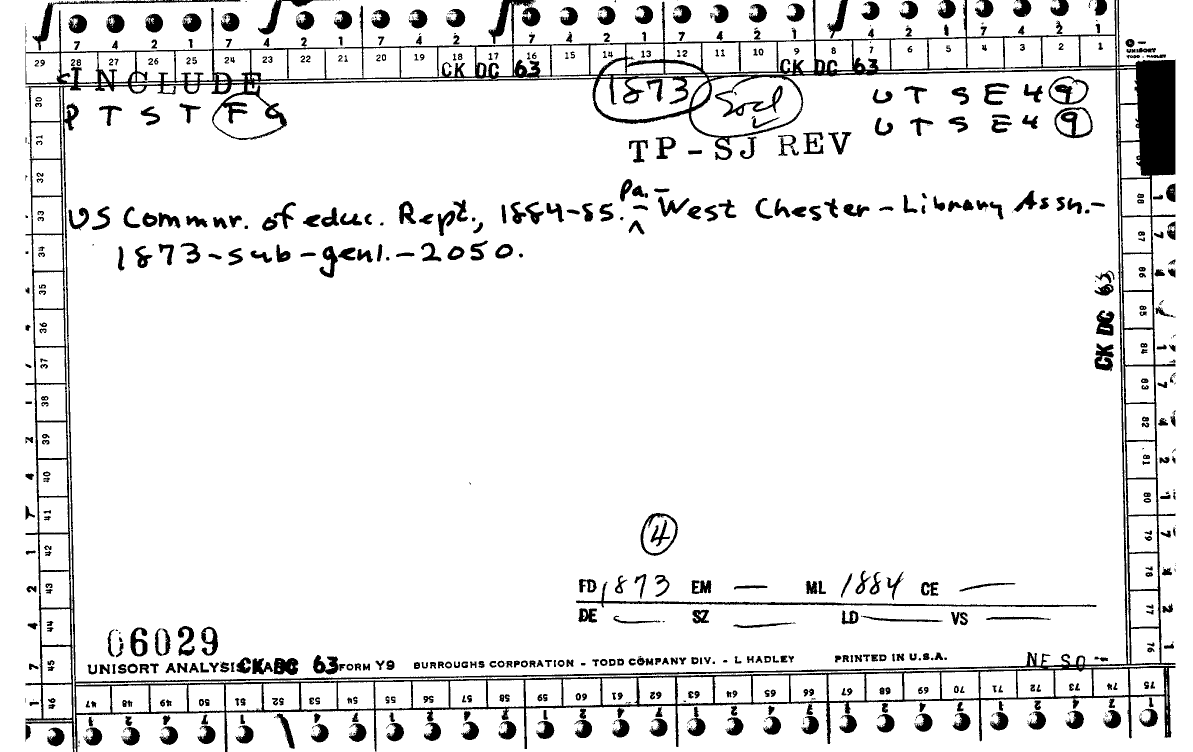 7 4 2 1 7 4 2 1 7 4 2 1 7 4 2 1 7 4 2 1 7 4 2 1 7 4 2 1
29 28 27 26 25 24 23 22 21 20 19 18 17 16 15 14 13 12 11 10 9 8 7 6 5 4 3 2 1
UNISORT
CK DC 63 CK DC 63
INCLUDE 1873 Socl U T S E 4 9
P T S T F G U T S E 4 9
TP-SJ REV
Pa.-
US Commnr. of educ. Rept., 1884-85.- West Chester-Library Assn.-
1873-sub-genl.-2050.
30 31 32 33 34 35 36 37 38 39 40 41 42 43 44 45 46
88 87 86 85 84 83 82 81 80 79 78 77 76
CK DC 63
4
FD 1873 EM — ML 1884 CE —
DE — SZ — LD — VS —
06029
UNISORT ANALYSIS CK DC 63 FORM Y9 BURROUGHS CORPORATION - TODD COMPANY DIV. - L HADLEY PRINTED IN U.S.A. NE SO-
47 48 49 50 51 52 53 54 55 56 57 58 59 60 61 62 63 64 65 66 67 68 69 70 71 72 73 74 75